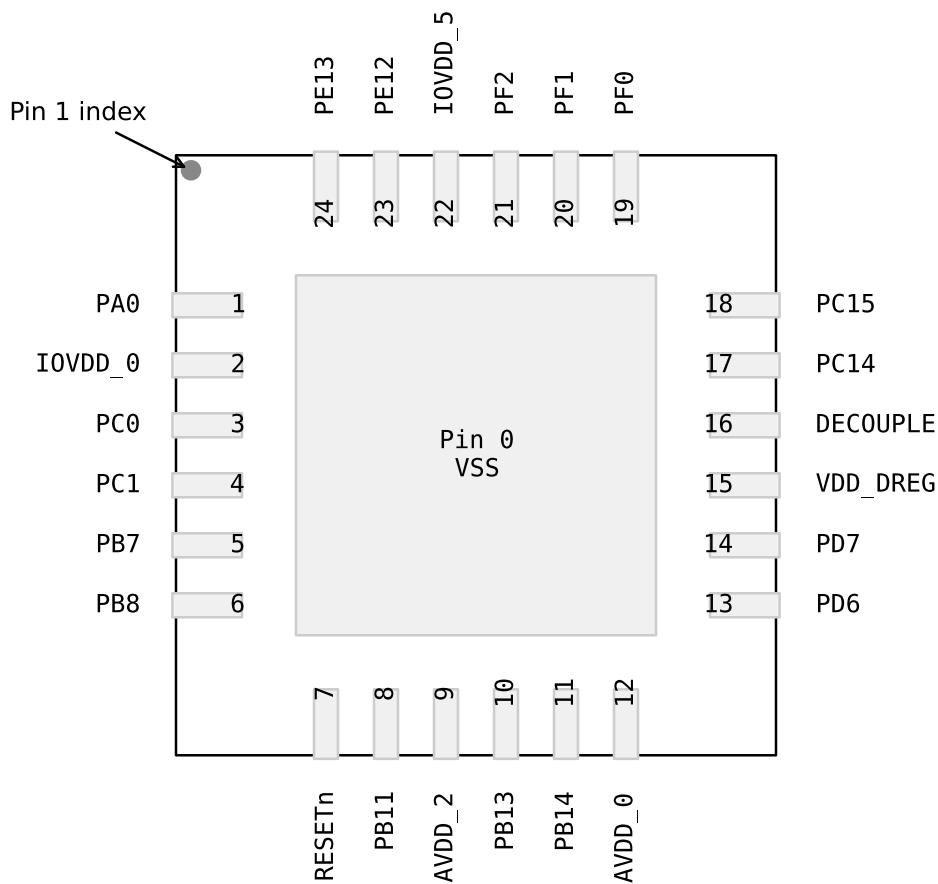 PE13
PE12
IOVDD_5
PF2
PF1
PF0
Pin 1 index
24
23
22
21
20
19
PA0 1
18 PC15
IOVDD_0 2
17 PC14
PC0 3
16 DECOUPLE
Pin 0
VSS
PC1 4
15 VDD_DREG
PB7 5
14 PD7
PB8 6
13 PD6
7
8
9
10
11
12
RESETn
PB11
AVDD_2
PB13
PB14
AVDD_0